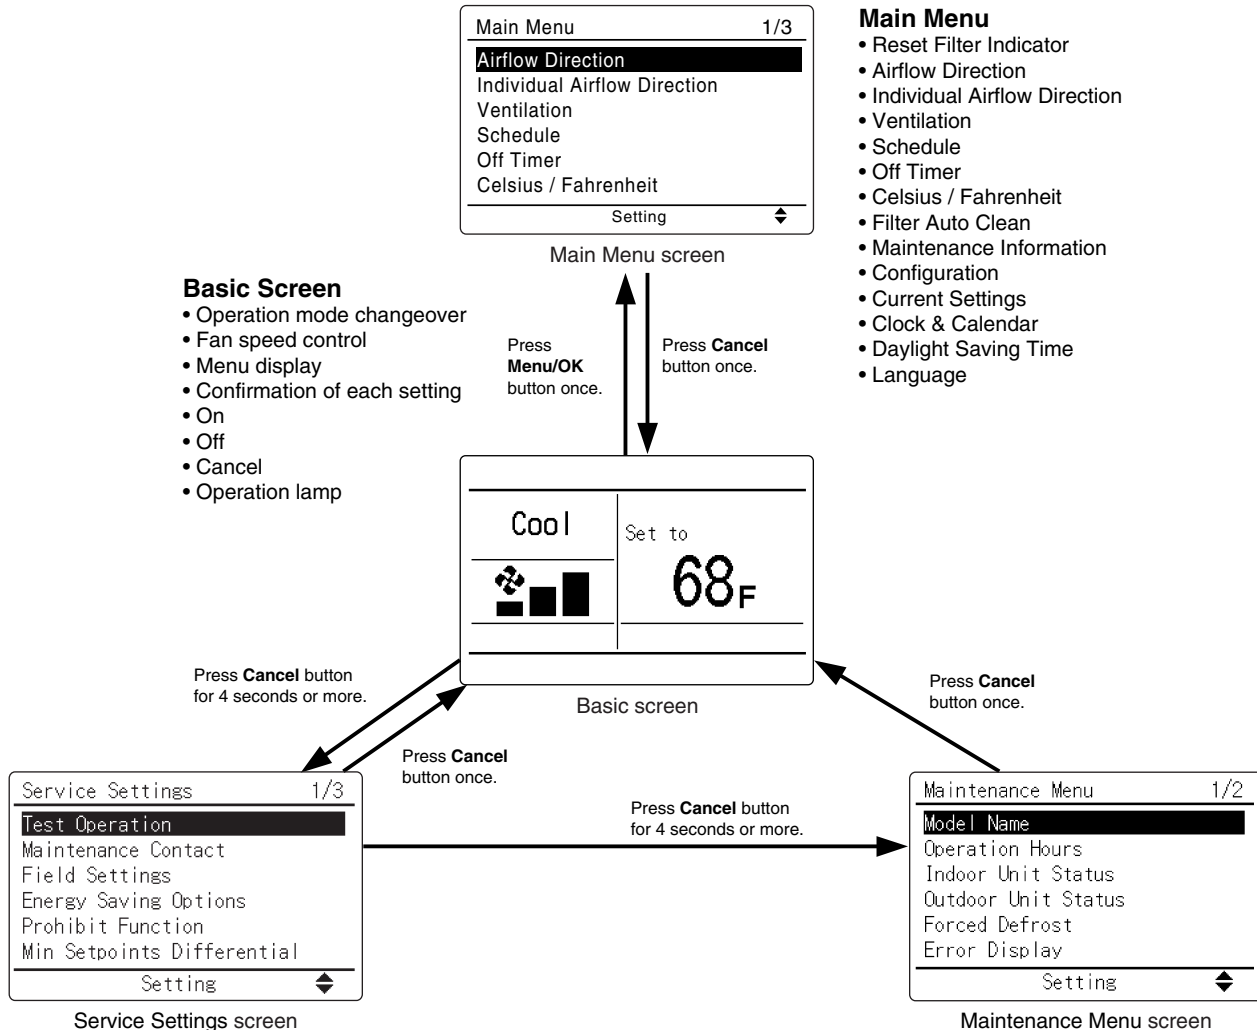 Main Menu 1/3
Airflow Direction
Individual Airflow Direction
Ventilation
Schedule
Off Timer
Celsius / Fahrenheit
Setting
Main Menu screen
Main Menu
• Reset Filter Indicator
• Airflow Direction
• Individual Airflow Direction
• Ventilation
• Schedule
• Off Timer
• Celsius / Fahrenheit
• Filter Auto Clean
• Maintenance Information
• Configuration
• Current Settings
• Clock & Calendar
• Daylight Saving Time
• Language
Basic Screen
• Operation mode changeover
• Fan speed control
• Menu display
• Confirmation of each setting
• On
• Off
• Cancel
• Operation lamp
Press
Menu/OK
button once.
Press Cancel
button once.
Cool
Set to
68F
Basic screen
Press Cancel button
for 4 seconds or more.
Press Cancel
button once.
Press Cancel
button once.
Press Cancel button
for 4 seconds or more.
Service Settings 1/3
Test Operation
Maintenance Contact
Field Settings
Energy Saving Options
Prohibit Function
Min Setpoints Differential
Setting
Service Settings screen
Maintenance Menu 1/2
Model Name
Operation Hours
Indoor Unit Status
Outdoor Unit Status
Forced Defrost
Error Display
Setting
Maintenance Menu screen